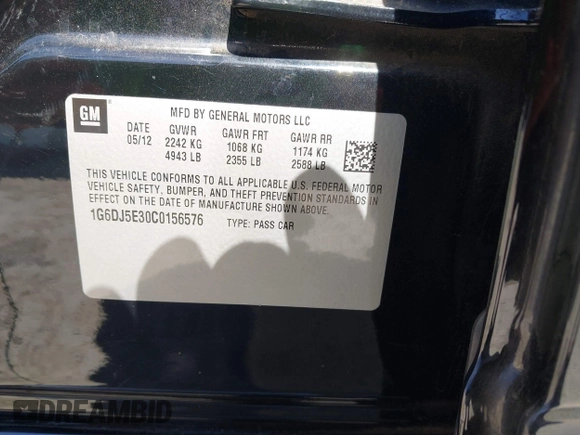 GM
MFD BY GENERAL MOTORS LLC
DATE GVWR GAWR FRT GAWR RR
05/12 2242 KG 1068 KG 1174 KG
4943 LB 2355 LB 2588 LB
THIS VEHICLE CONFORMS TO ALL APPLICABLE U.S. FEDERAL MOTOR
VEHICLE SAFETY, BUMPER, AND THEFT PREVENTION STANDARDS IN
EFFECT ON THE DATE OF MANUFACTURE SHOWN ABOVE.
1G6DJ5E30C0156576 TYPE: PASS CAR
DREAMBID